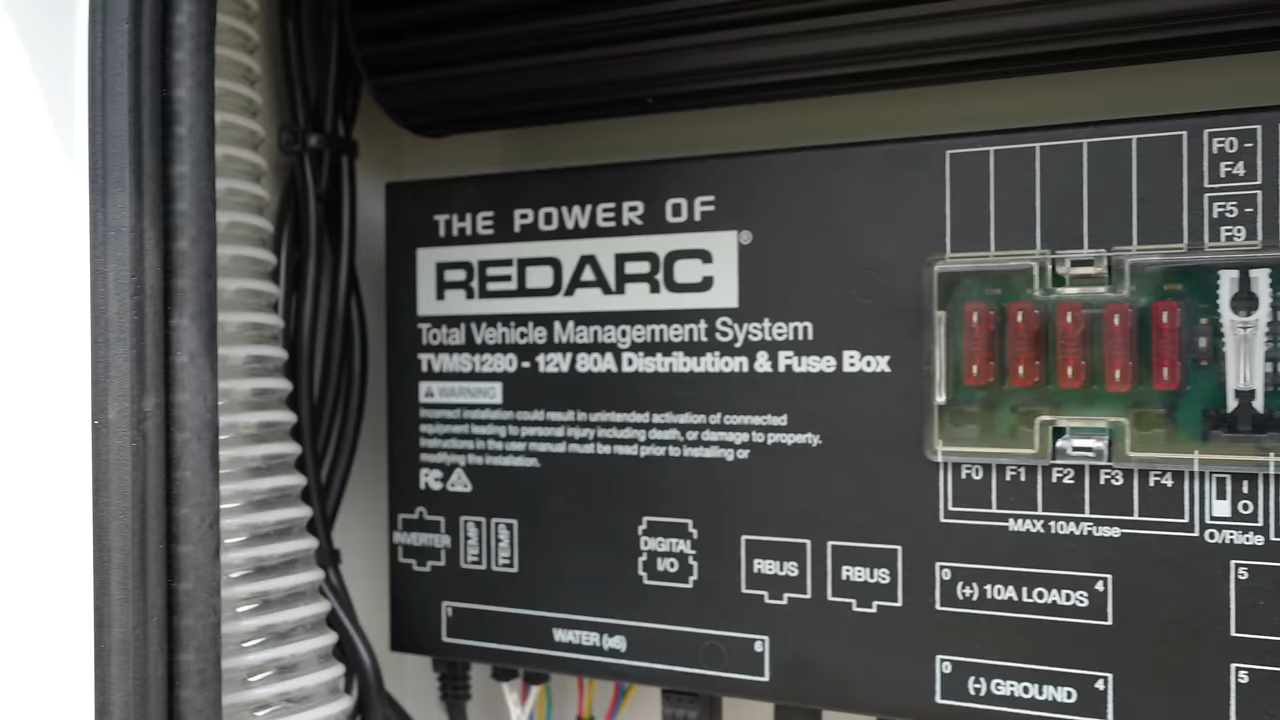 THE POWER OF
REDARC®
Total Vehicle Management System
TVMS1280 - 12V 80A Distribution & Fuse Box
WARNING
Incorrect installation could result in unintended activation of connected
equipment leading to personal injury including death, or damage to property.
Instructions in the user manual must be read prior to installing or
modifying the installation.
FC
INVERTER
TEMP
TEMP
DIGITAL
I/O
RBUS
RBUS
1 WATER (x6) 6
F0 -
F4
F5 -
F9
F0 F1 F2 F3 F4
MAX 10A/Fuse
I
O
O/Ride
0 (+) 10A LOADS 4
5
0 (-) GROUND 4
5